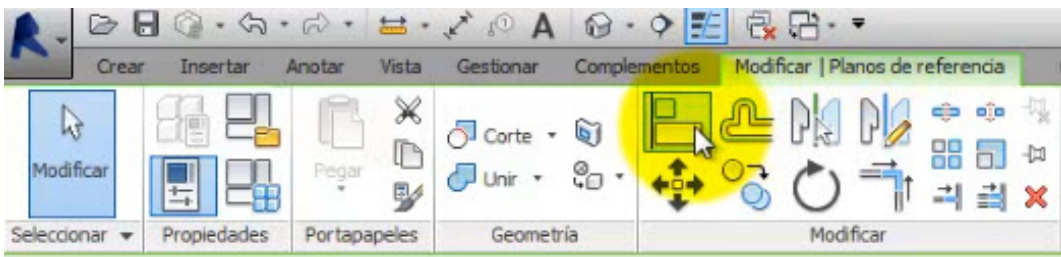 A
Crear Insertar Anotar Vista Gestionar Complementos Modificar | Planos de referencia
Modificar Pegar Corte
Unir
Seleccionar Propiedades Portapapeles Geometría Modificar